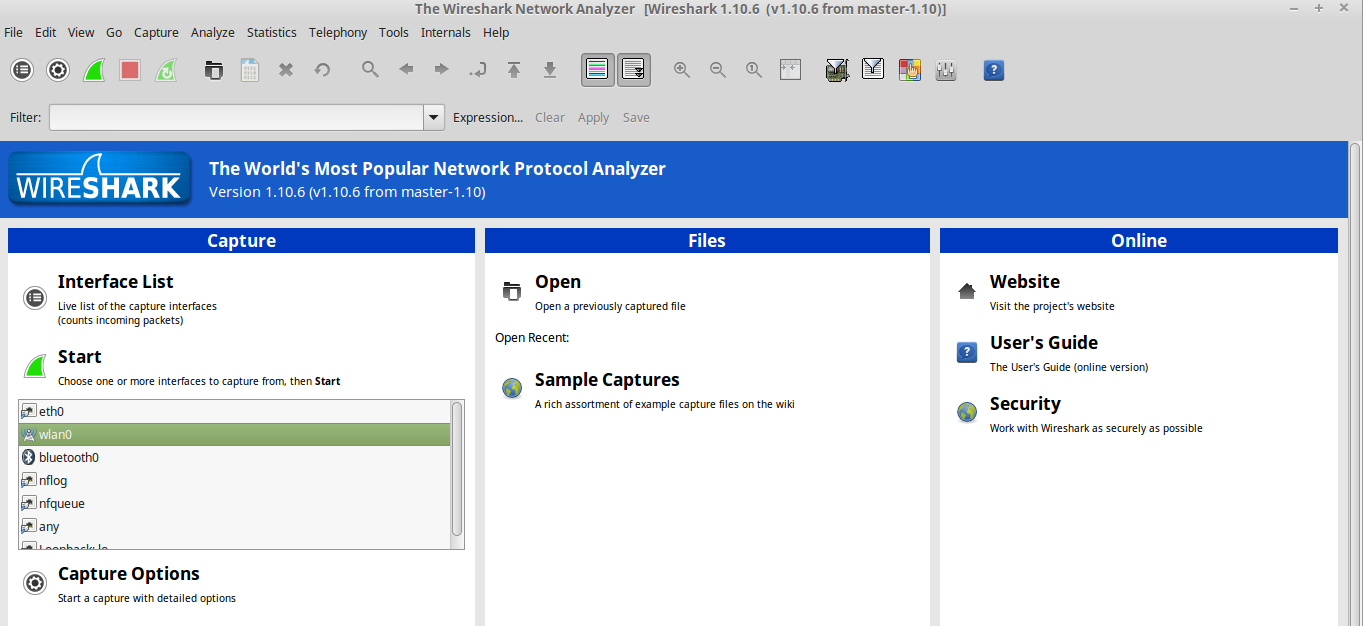 The Wireshark Network Analyzer [Wireshark 1.10.6 (v1.10.6 from master-1.10)]
File Edit View Go Capture Analyze Statistics Telephony Tools Internals Help
Filter: Expression... Clear Apply Save
WIRESHARK
The World's Most Popular Network Protocol Analyzer
Version 1.10.6 (v1.10.6 from master-1.10)
Capture
Interface List
Live list of the capture interfaces
(counts incoming packets)
Start
Choose one or more interfaces to capture from, then Start
eth0
wlan0
bluetooth0
nflog
nfqueue
any
Loopback: lo
Capture Options
Start a capture with detailed options
Files
Open
Open a previously captured file
Open Recent:
Sample Captures
A rich assortment of example capture files on the wiki
Online
Website
Visit the project's website
User's Guide
The User's Guide (online version)
Security
Work with Wireshark as securely as possible